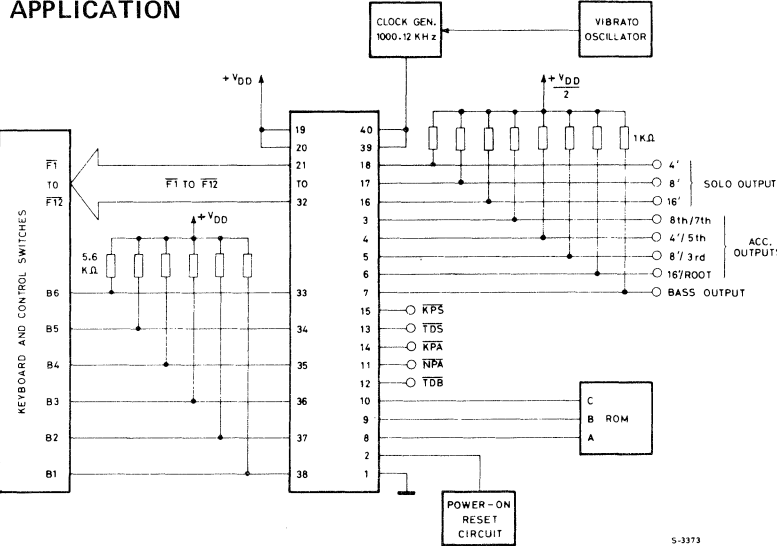 APPLICATION
CLOCK GEN.
1000.12 KHz
VIBRATO
OSCILLATOR
+VDD
+VDD
2
19
20
21
TO
32
40
39
18
17
16
3
4
5
6
7
15
13
14
11
12
10
9
8
2
1
33
34
35
36
37
38
1KΩ
4'
8'
16'
SOLO OUTPUT
8th/7th
4'/5th
8'/3rd
16'/ROOT
ACC.
OUTPUTS
BASS OUTPUT
F1
TO
F12
F1 TO F12
+VDD
5.6
KΩ
KEYBOARD AND CONTROL SWITCHES
B6
B5
B4
B3
B2
B1
KPS
TDS
KPA
NPA
TDB
C
B ROM
A
POWER-ON
RESET
CIRCUIT
S-3373